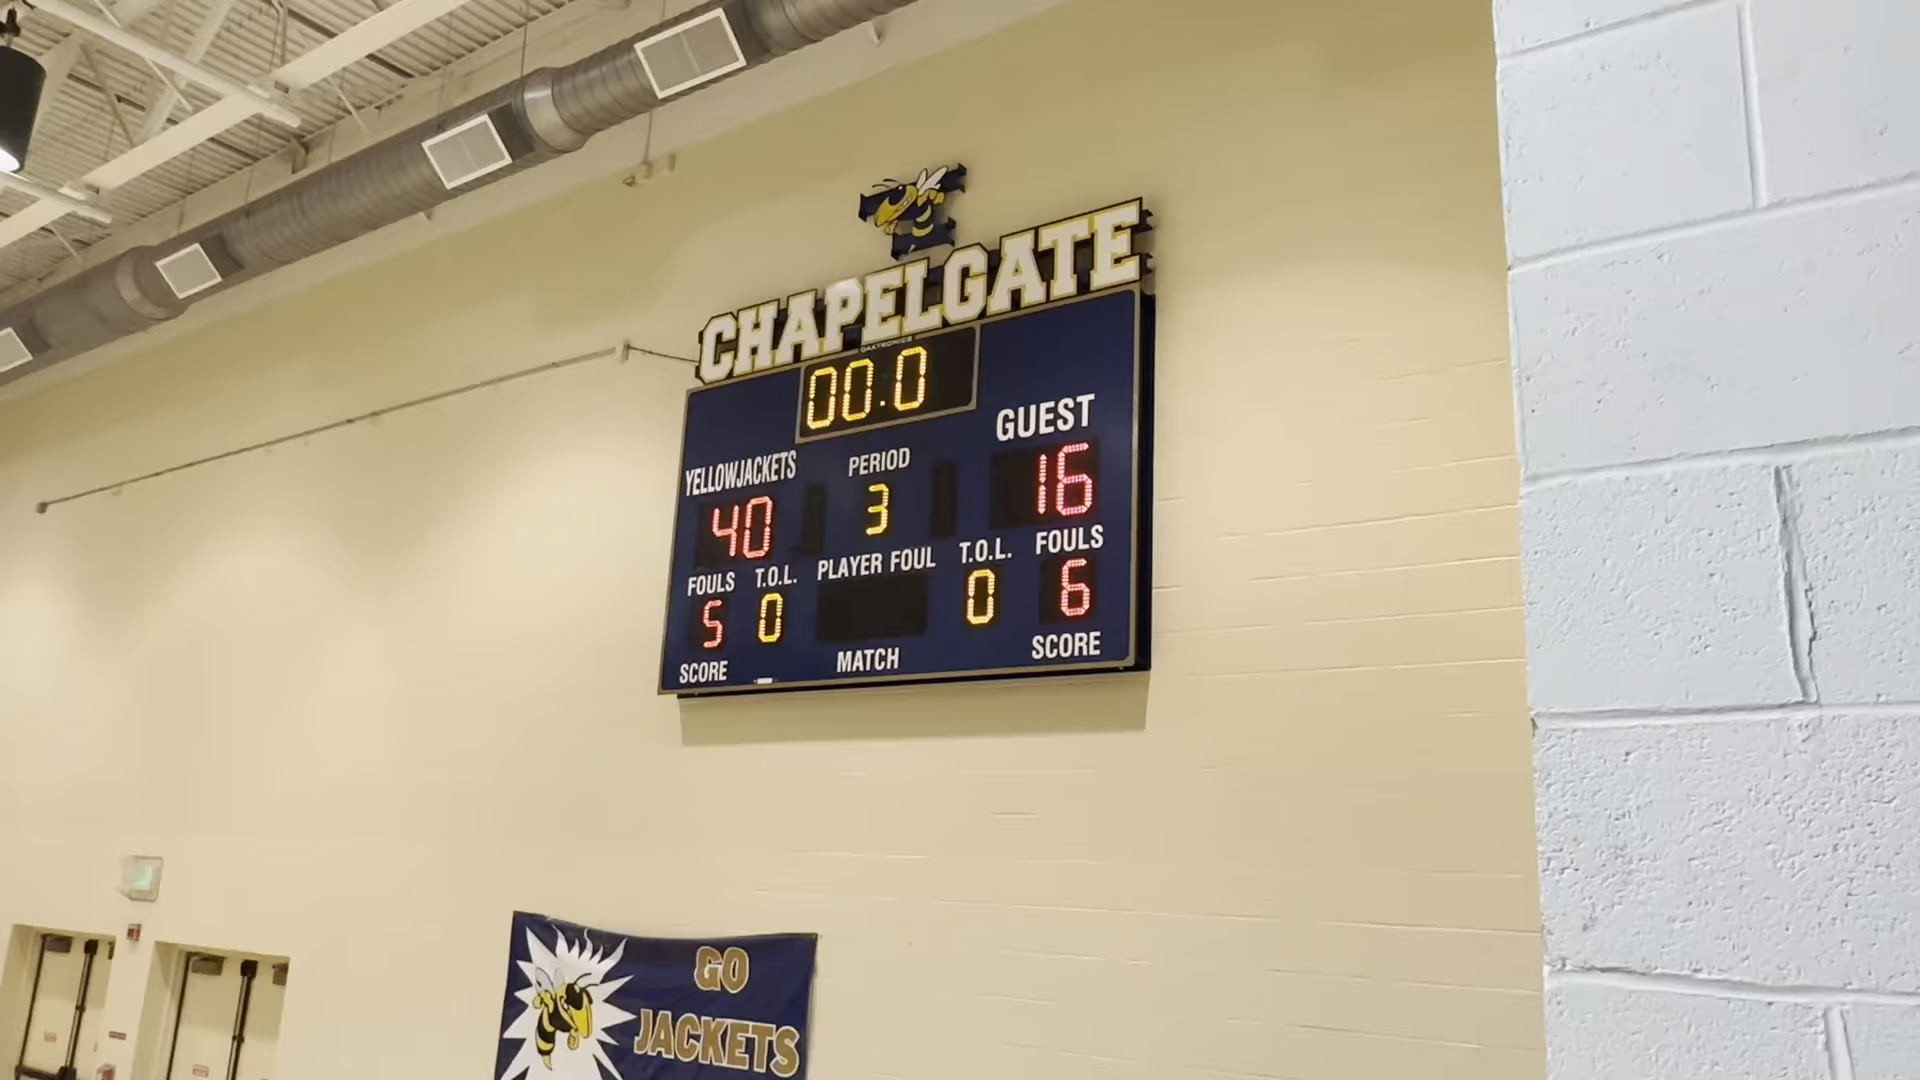 CHAPELGATE
DAKTRONICS
00.0
GUEST
YELLOWJACKETS
PERIOD
16
40
3
FOULS
T.O.L.
PLAYER FOUL
T.O.L.
FOULS
5
0
0
6
SCORE
MATCH
SCORE
GO
JACKETS